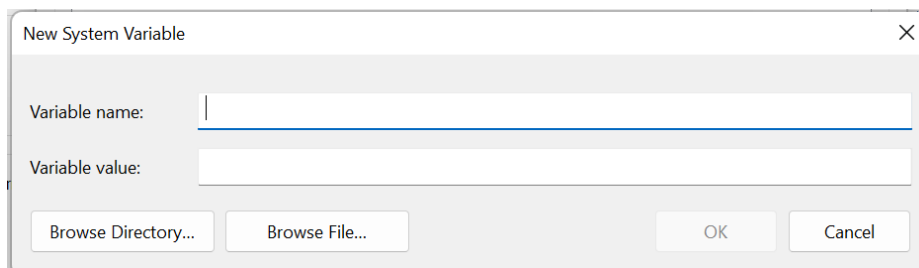 New System Variable
Variable name:
Variable value:
Browse Directory...
Browse File...
OK
Cancel